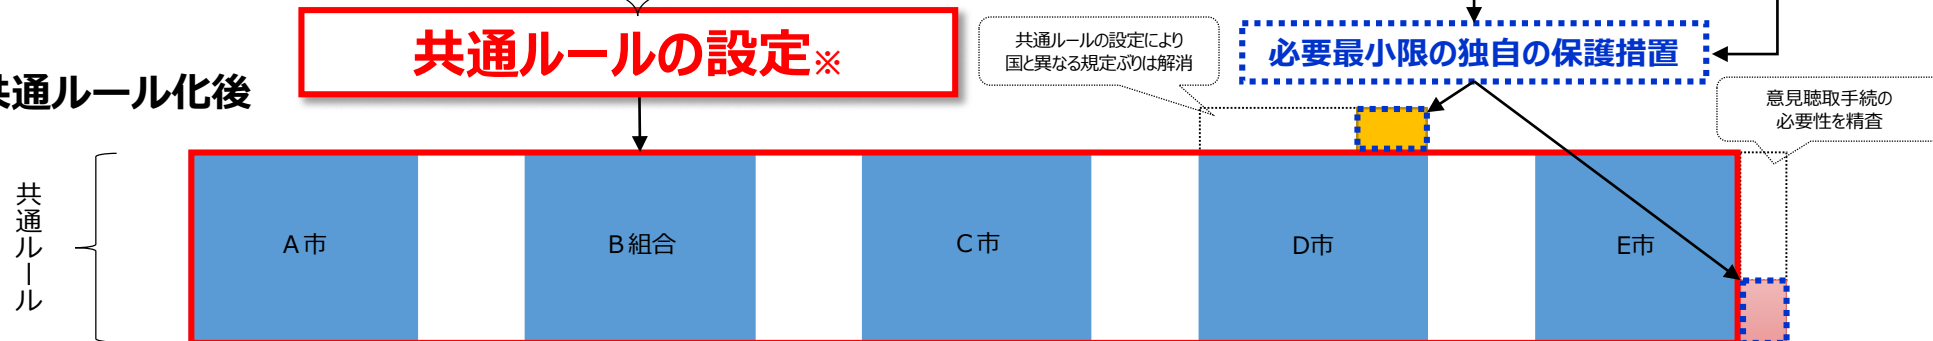 共通ルールの設定※
共通ルールの設定により
国と異なる規定ぶりは解消
必要最小限の独自の保護措置
共通ルール化後
意見聴取手続の
必要性を精査
共通ルール
A市
B組合
C市
D市
E市